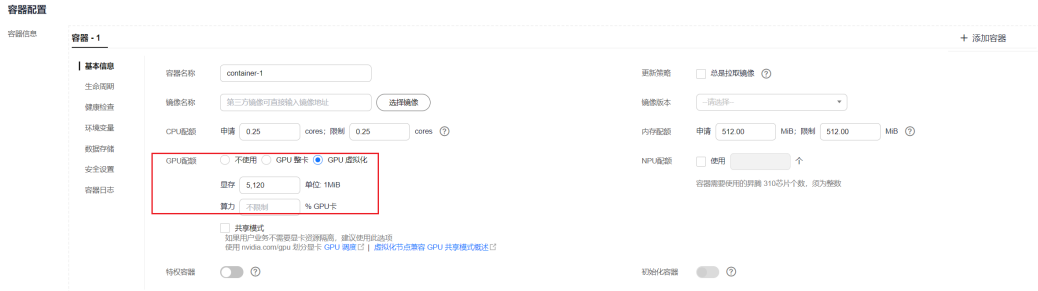 容器配置
容器信息
容器 - 1
+ 添加容器
基本信息
生命周期
健康检查
环境变量
数据存储
安全设置
容器日志
容器名称 container-1
更新策略 总是拉取镜像
镜像名称 第三方镜像可直接输入镜像地址 选择镜像
镜像版本 --请选择--
CPU配额 申请 0.25 cores; 限制 0.25 cores
内存配额 申请 512.00 MiB; 限制 512.00 MiB
GPU配额 不使用 GPU 整卡 GPU 虚拟化
NPU配额 使用 个
容器需要使用的昇腾 310芯片个数，须为整数
显存 5,120 单位: 1MiB
算力 不限制 % GPU卡
共享模式
如果用户业务不需要显卡资源隔离，建议使用此选项
使用 nvidia.com/gpu 划分显卡 GPU 调度 | 虚拟化节点兼容 GPU 共享模式概述
特权容器
初始化容器